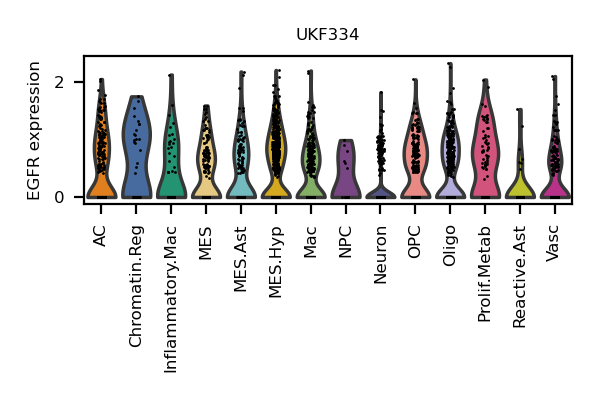 UKF334
EGFR expression
2
0
AC
Chromatin.Reg
Inflammatory.Mac
MES
MES.Ast
MES.Hyp
Mac
NPC
Neuron
OPC
Oligo
Prolif.Metab
Reactive.Ast
Vasc